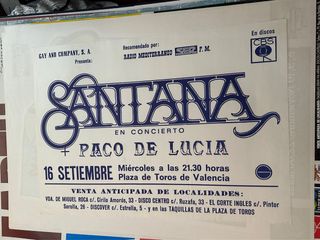 GAY AND COMPANY, S. A.
Presenta:
Recomendado por:
RADIO MEDITERRANEO SER F. M.
En discos
CBS
SANTANA
EN CONCIERTO
+ PACO DE LUCIA
16 SETIEMBRE
Miércoles a las 21.30 horas
Plaza de Toros de Valencia
VENTA ANTICIPADA DE LOCALIDADES:
VDA. DE MIGUEL ROCA c/. Cirilo Amorós, 33 - DISCO CENTRO c/. Ruzafa, 33 - EL CORTE INGLES c/. Pintor
Sorolla, 26 - DISCOVER c/. Estrella, 5 - y en las TAQUILLAS DE LA PLAZA DE TOROS